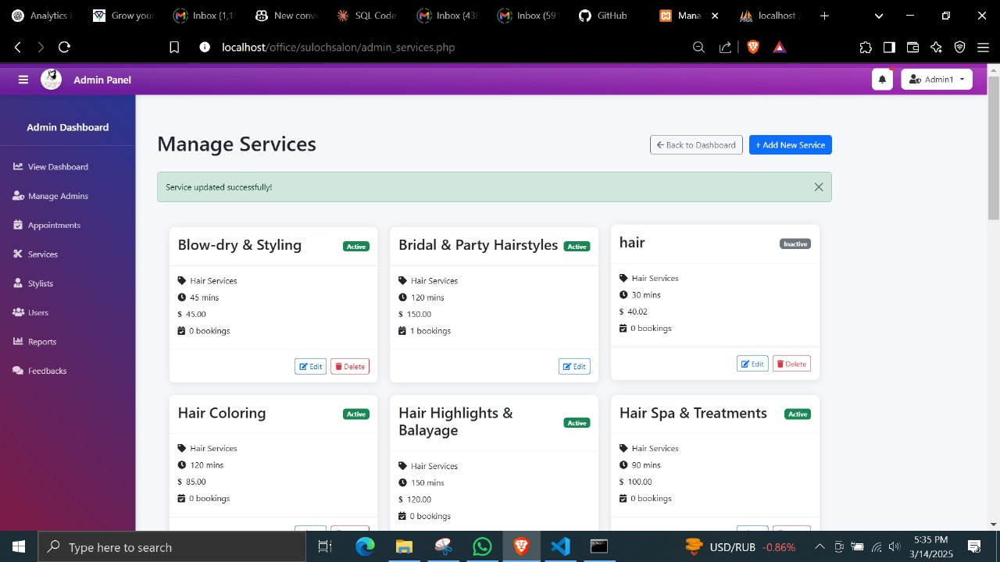 Analytics
Grow your
Inbox (1,1
New conv
SQL Code
Inbox (438
Inbox (591
GitHub
Mana
localhost /
localhost/office/sulochsalon/admin_services.php
Admin Panel
Admin1
Admin Dashboard
View Dashboard
Manage Admins
Appointments
Services
Stylists
Users
Reports
Feedbacks
Manage Services
Back to Dashboard
+ Add New Service
Service updated successfully!
Blow-dry & Styling
Active
Hair Services
45 mins
$ 45.00
0 bookings
Edit
Delete
Bridal & Party Hairstyles
Active
Hair Services
120 mins
$ 150.00
1 bookings
Edit
hair
Inactive
Hair Services
30 mins
$ 40.02
0 bookings
Edit
Delete
Hair Coloring
Active
Hair Services
120 mins
$ 85.00
0 bookings
Hair Highlights &
Balayage
Active
Hair Services
150 mins
$ 120.00
0 bookings
Hair Spa & Treatments
Active
Hair Services
90 mins
$ 100.00
0 bookings
Type here to search
USD/RUB -0.86%
5:35 PM
3/14/2025